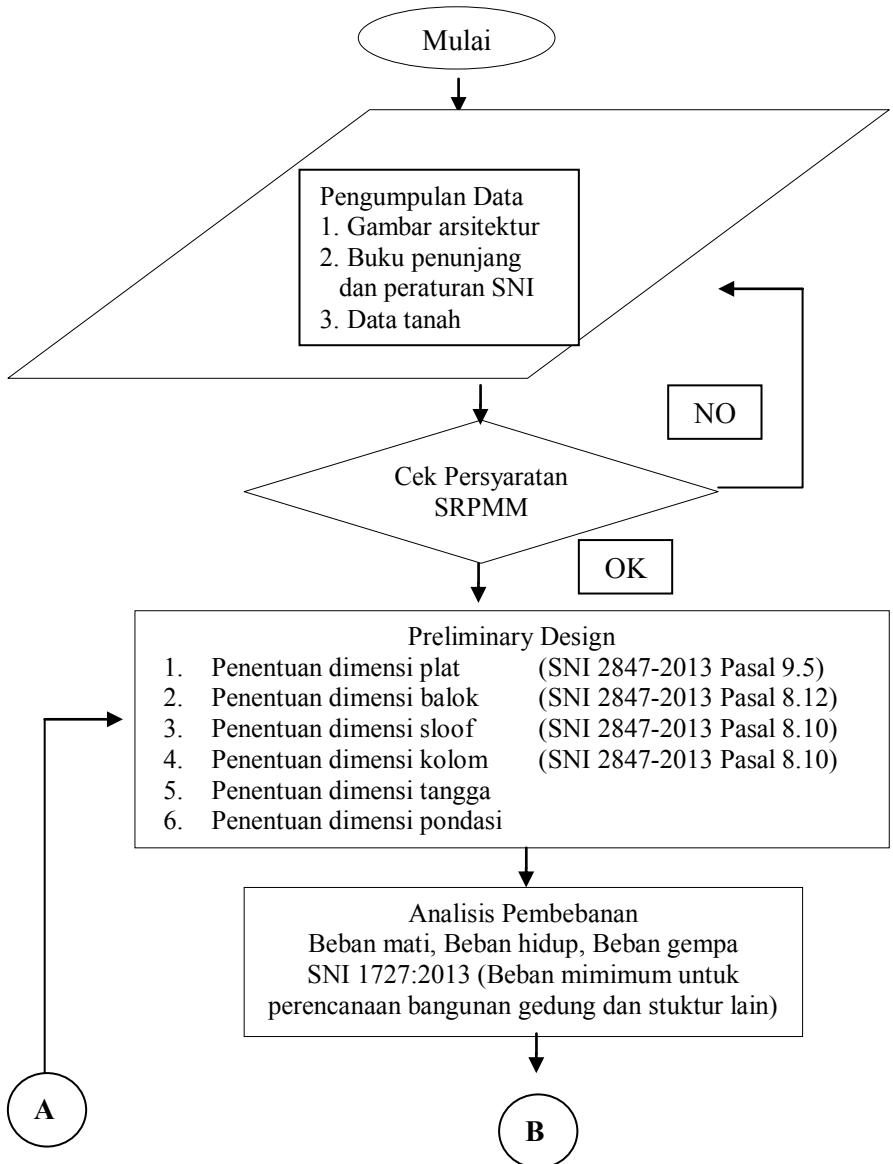 Mulai
Pengumpulan Data
1. Gambar arsitektur
2. Buku penunjang
dan peraturan SNI
3. Data tanah
NO
Cek Persyaratan
SRPMM
OK
Preliminary Design
1. Penentuan dimensi plat (SNI 2847-2013 Pasal 9.5)
2. Penentuan dimensi balok (SNI 2847-2013 Pasal 8.12)
3. Penentuan dimensi sloof (SNI 2847-2013 Pasal 8.10)
4. Penentuan dimensi kolom (SNI 2847-2013 Pasal 8.10)
5. Penentuan dimensi tangga
6. Penentuan dimensi pondasi
Analisis Pembebanan
Beban mati, Beban hidup, Beban gempa
SNI 1727:2013 (Beban mimimum untuk
perencanaan bangunan gedung dan stuktur lain)
A
B